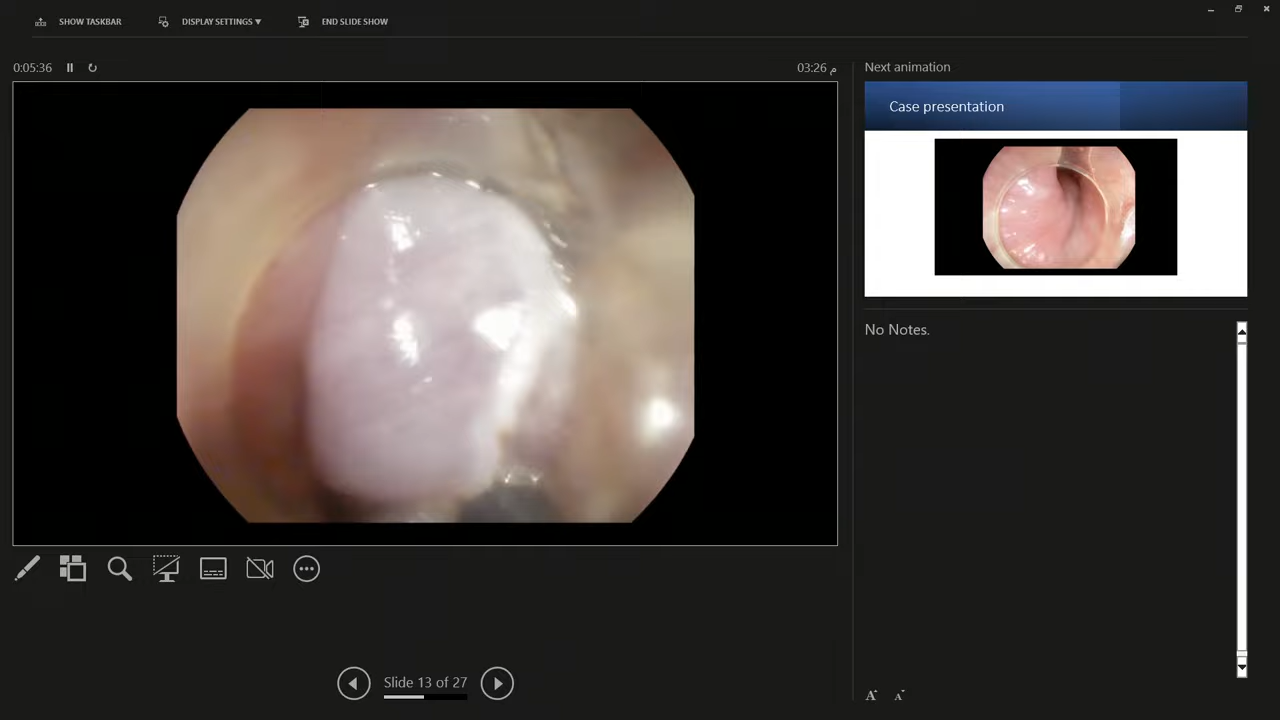 SHOW TASKBAR
DISPLAY SETTINGS ▼
END SLIDE SHOW
0:05:36
03:26 م
Next animation
Case presentation
No Notes.
Slide 13 of 27
A A